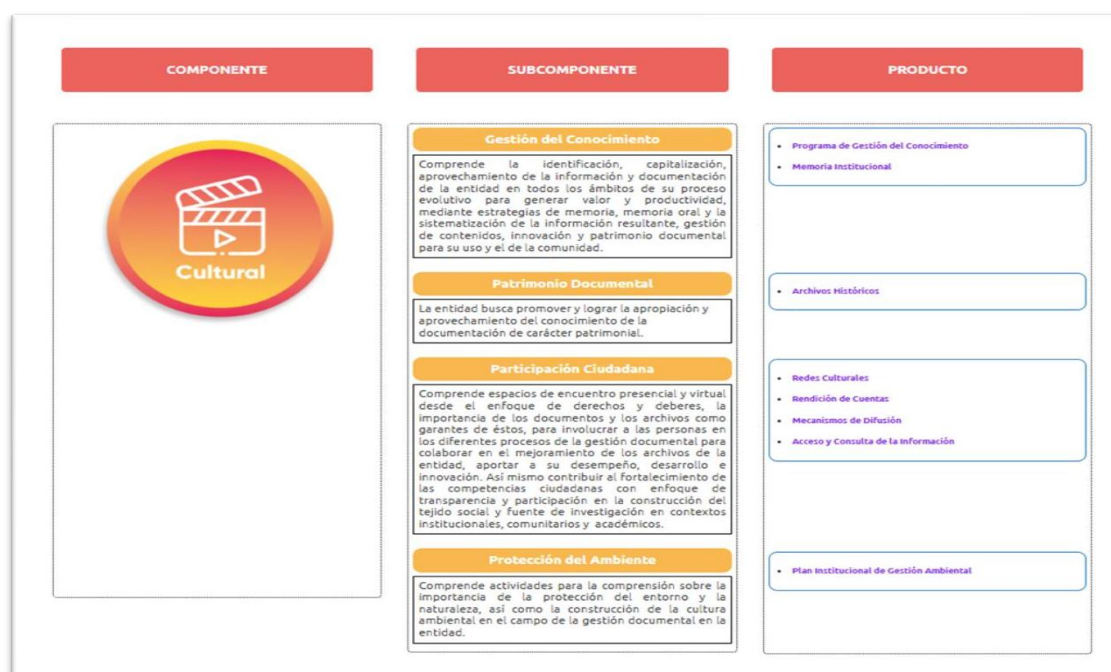 COMPONENTE
SUBCOMPONENTE
PRODUCTO
Cultural
Gestión del Conocimiento
Comprende la identificación, capitalización,
aprovechamiento de la información y documentación
de la entidad en todos los ámbitos de su proceso
evolutivo para generar valor y productividad,
mediante estrategias de memoria, memoria oral y la
sistematización de la información resultante, gestión
de contenidos, innovación y patrimonio documental
para su uso y el de la comunidad.
• Programa de Gestión del Conocimiento
• Memoria Institucional
Patrimonio Documental
La entidad busca promover y lograr la apropiación y
aprovechamiento del conocimiento de la
documentación de carácter patrimonial.
• Archivos Históricos
Participación Ciudadana
Comprende espacios de encuentro presencial y virtual
desde el enfoque de derechos y deberes, la
importancia de los documentos y los archivos como
garantes de éstos, para involucrar a las personas en
los diferentes procesos de la gestión documental para
colaborar en el mejoramiento de los archivos de la
entidad, aportar a su desempeño, desarrollo e
innovación. Así mismo contribuir al fortalecimiento de
las competencias ciudadanas con enfoque de
transparencia y participación en la construcción del
tejido social y fuente de investigación en contextos
institucionales, comunitarios y académicos.
• Redes Culturales
• Rendición de Cuentas
• Mecanismos de Difusión
• Acceso y Consulta de la Información
Protección del Ambiente
Comprende actividades para la comprensión sobre la
importancia de la protección del entorno y la
naturaleza, así como la construcción de la cultura
ambiental en el campo de la gestión documental en la
entidad.
• Plan Institucional de Gestión Ambiental